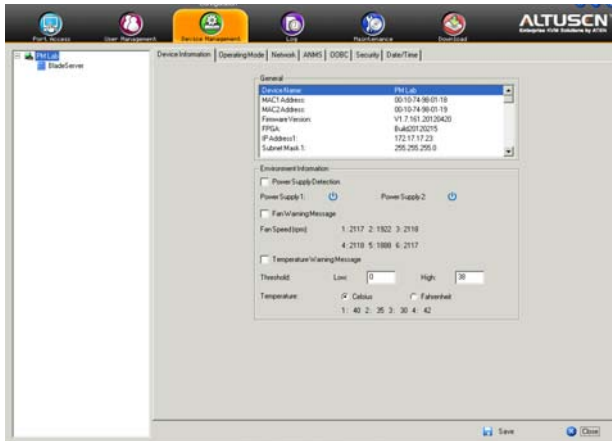 Port Access User Management Device Management Log Maintenance Download
ALTUSCN
Enterprise KVM Solutions by ATEN
PM Lab
BladeServer
Device Information Operating Mode Network ANMS OOBC Security Date/Time
General
Device Name: PM Lab
MAC1 Address: 00-10-74-98-01-18
MAC2 Address: 00-10-74-98-01-19
Firmware Version: V1.7.161.20120420
FPGA: Build20120215
IP Address1: 172.17.17.23
Subnet Mask 1: 255.255.255.0
Environment Information
Power Supply Detection
Power Supply 1: Power Supply 2
Fan Warning Message
Fan Speed(rpm) 1: 2117 2: 1922 3: 2118
4: 2118 5: 1888 6: 2117
Temperature Warning Message
Threshold: Low: 0 High: 38
Temperature: Celsius Fahrenheit
1: 40 2: 35 3: 30 4: 42
Save Close